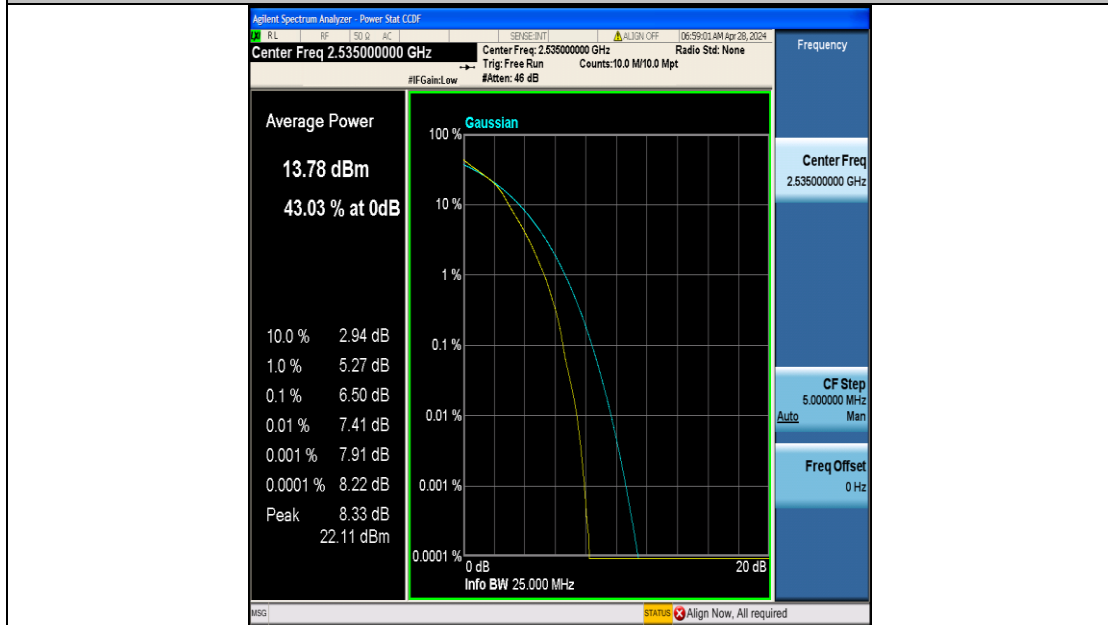 Agilent Spectrum Analyzer - Power Stat CCDF
RL RF 50 Ω AC SENSE:INT ALIGN OFF 06:59:01 AM Apr 28, 2024
Center Freq 2.535000000 GHz
Center Freq: 2.535000000 GHz Radio Std: None
Trig: Free Run Counts:10.0 M/10.0 Mpt
#IFGain:Low #Atten: 46 dB
Frequency
Average Power
13.78 dBm
43.03 % at 0dB
10.0 % 2.94 dB
1.0 % 5.27 dB
0.1 % 6.50 dB
0.01 % 7.41 dB
0.001 % 7.91 dB
0.0001 % 8.22 dB
Peak 8.33 dB
22.11 dBm
Gaussian
100 %
10 %
1 %
0.1 %
0.01 %
0.001 %
0.0001 %
0 dB 20 dB
Info BW 25.000 MHz
Center Freq
2.535000000 GHz
CF Step
5.000000 MHz
Auto Man
Freq Offset
0 Hz
MSG STATUS Align Now, All required